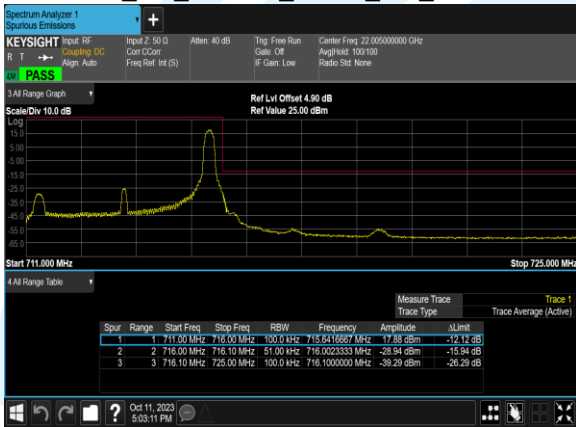 Spectrum Analyzer 1
Spurious Emissions
KEYSIGHT Input: RF Input Z: 50 Ω Atten: 40 dB Trig: Free Run Center Freq: 22.005000000 GHz
R T Coupling: DC Corr CCorr Gate: Off Avg|Hold: 100/100
Align: Auto Freq Ref: Int (S) IF Gain: Low Radio Std: None
PASS
3 All Range Graph
Ref Lvl Offset 4.90 dB
Scale/Div 10.0 dB Ref Value 25.00 dBm
Log
15.0
5.00
-5.00
-15.0
-25.0
-35.0
-45.0
-55.0
-65.0
Start 711.000 MHz Stop 725.000 MHz
4 All Range Table
Measure Trace Trace 1
Trace Type Trace Average (Active)
Spur Range Start Freq Stop Freq RBW Frequency Amplitude ΔLimit
1 1 711.00 MHz 716.00 MHz 100.0 kHz 715.6416667 MHz 17.88 dBm -12.12 dB
2 2 716.00 MHz 716.10 MHz 51.00 kHz 716.0023333 MHz -28.94 dBm -15.94 dB
3 3 716.10 MHz 725.00 MHz 100.0 kHz 716.1000000 MHz -39.29 dBm -26.29 dB
? Oct 11, 2023
5:03:11 PM